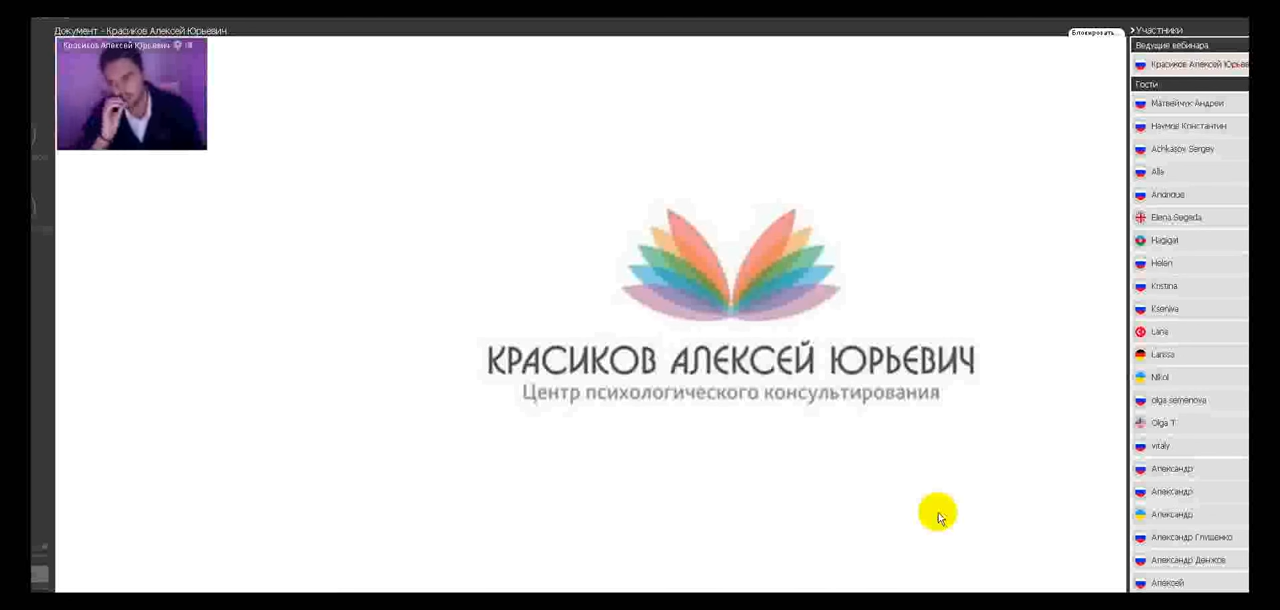 Документ - Красиков Алексей Юрьевич
Красиков Алексей Юрьевич
Блокировать...
КРАСИКОВ АЛЕКСЕЙ ЮРЬЕВИЧ
Центр психологического консультирования
Участники
Ведущие вебинара
Красиков Алексей Юрьев
Гости
Матвейчук Андрей
Наумов Константин
Achkasov Sergey
Alla
Andrique
Elena Segeda
Hagigat
Helen
Kristina
Kseniya
Lana
Larissa
Nikol
olga semenova
Olga T
vitaly
Александр
Александр
Александр
Александр Глушенко
Александр
Алексей